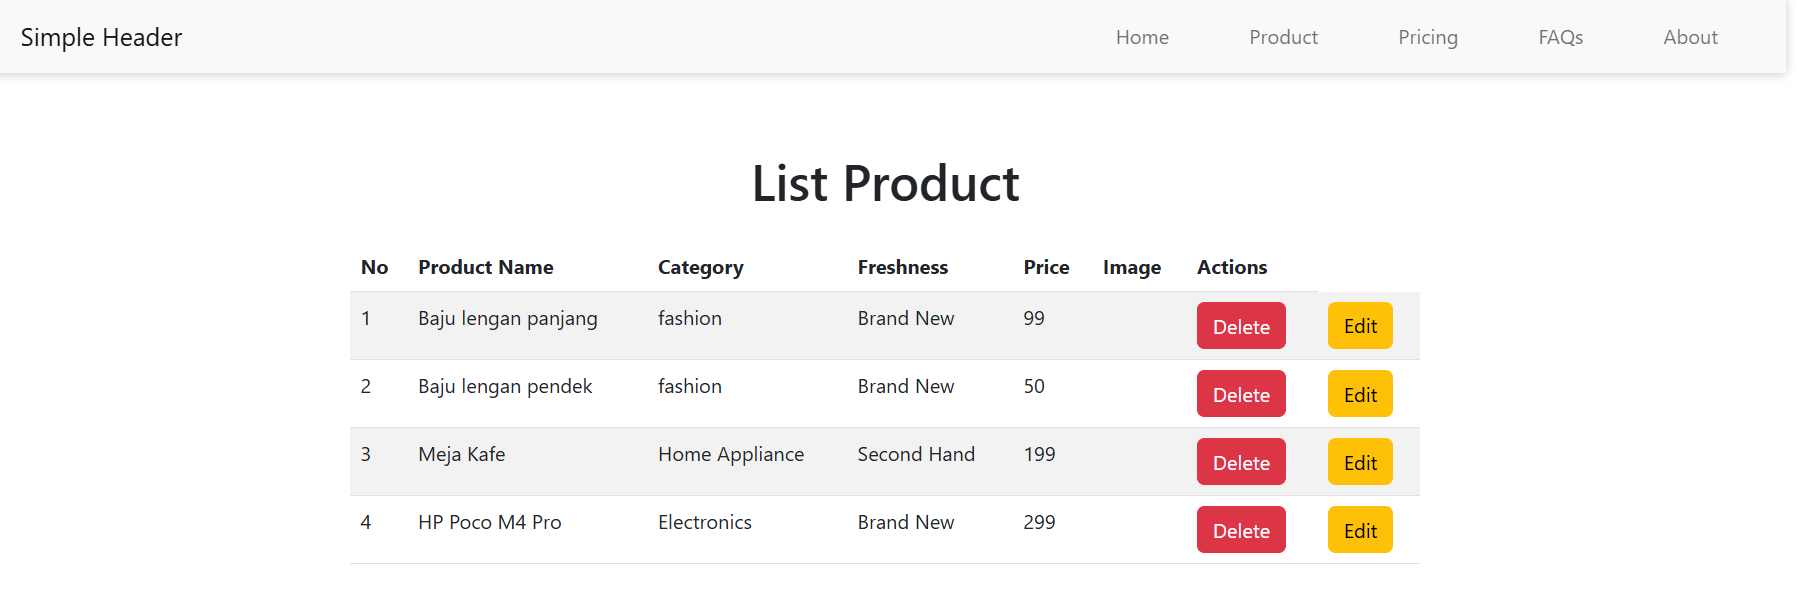 Simple Header Home Product Pricing FAQs About
List Product
No Product Name Category Freshness Price Image Actions
1 Baju lengan panjang fashion Brand New 99 Delete Edit
2 Baju lengan pendek fashion Brand New 50 Delete Edit
3 Meja Kafe Home Appliance Second Hand 199 Delete Edit
4 HP Poco M4 Pro Electronics Brand New 299 Delete Edit